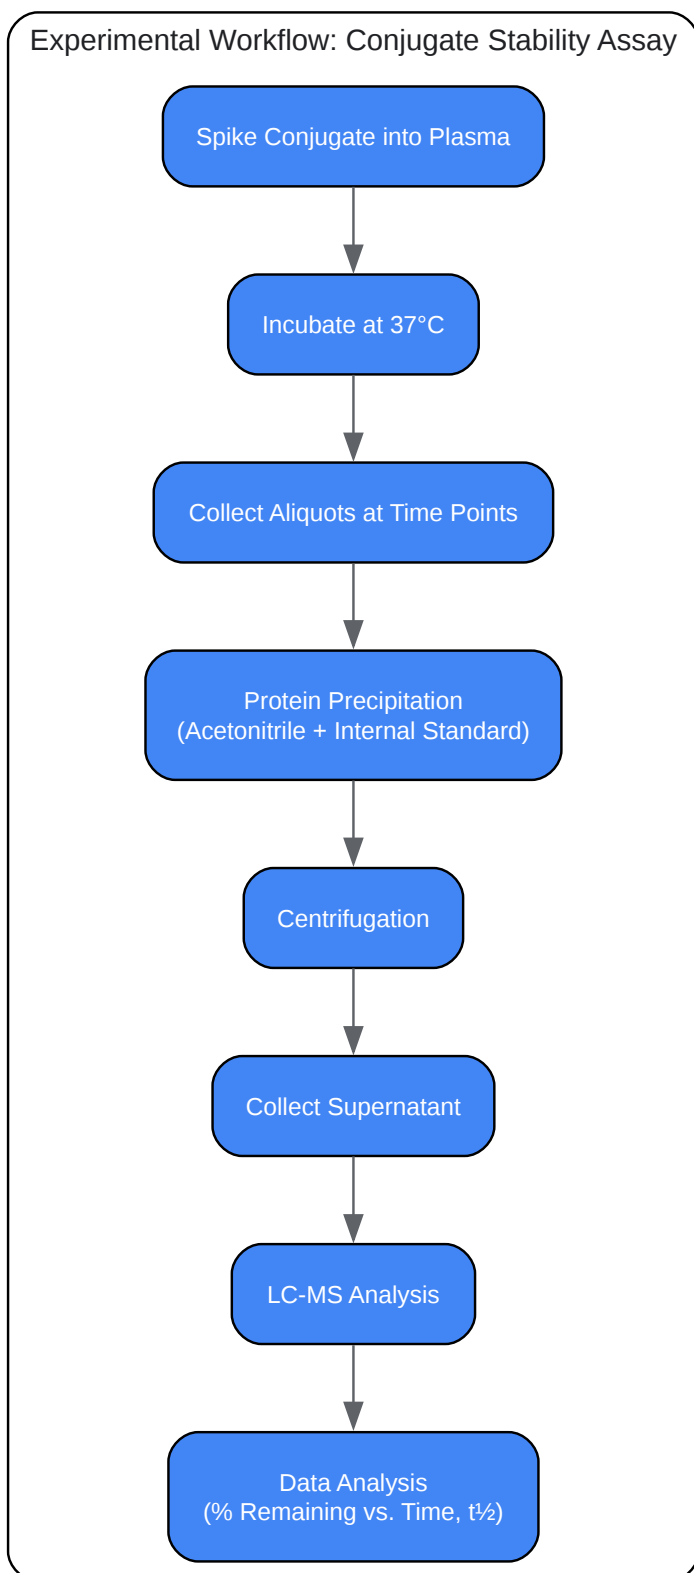 Experimental Workflow: Conjugate Stability Assay
Spike Conjugate into Plasma
Incubate at 37°C
Collect Aliquots at Time Points
Protein Precipitation
(Acetonitrile + Internal Standard)
Centrifugation
Collect Supernatant
LC-MS Analysis
Data Analysis
(% Remaining vs. Time, t½)